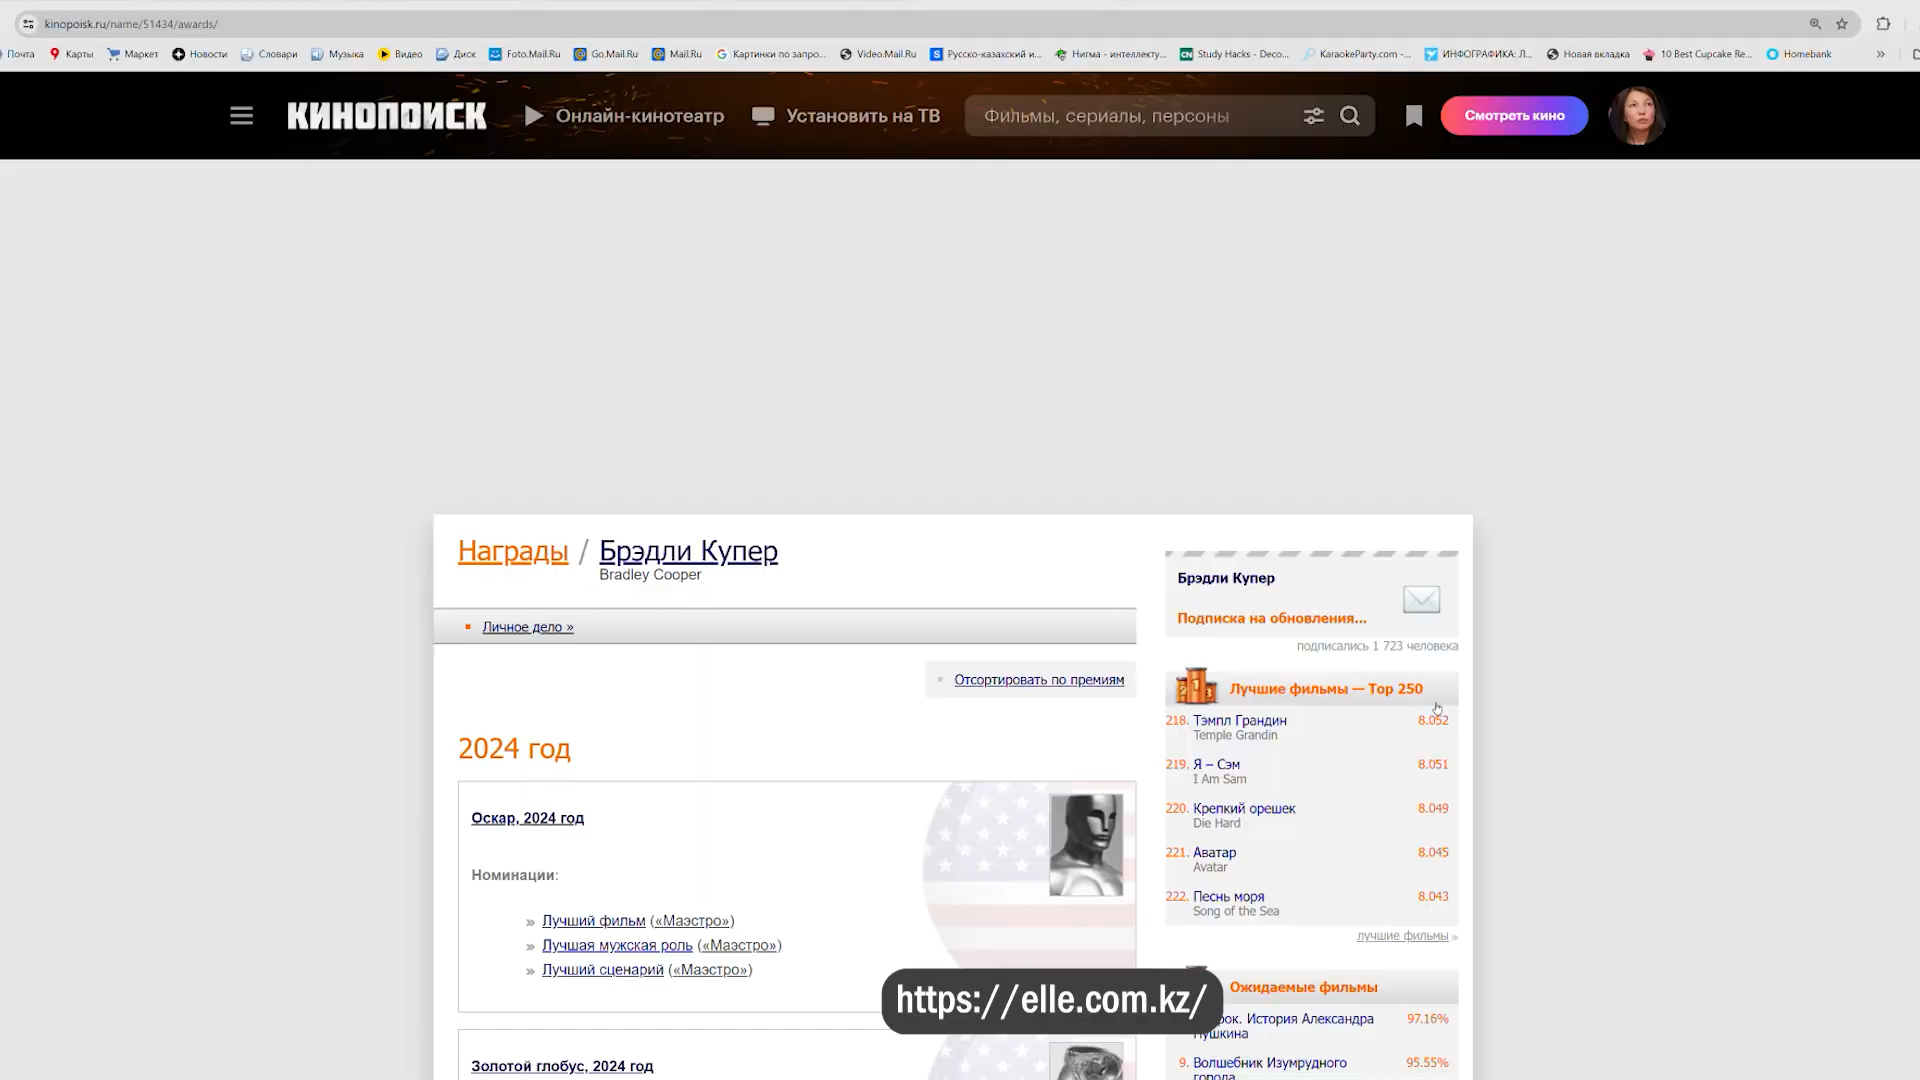 kinopoisk.ru/name/51434/awards/
Почта
Карты
Маркет
Новости
Словари
Музыка
Видео
Диск
Foto.Mail.Ru
Go.Mail.Ru
Mail.Ru
Картинки по запро...
Video.Mail.Ru
Русско-казахский и...
Нигма - интеллекту...
Study Hacks - Deco...
KaraokeParty.com -...
ИНФОГРАФИКА: Л...
Новая вкладка
10 Best Cupcake Re...
Homebank
КИНОПОИСК
Онлайн-кинотеатр
Установить на ТВ
Фильмы, сериалы, персоны
Смотреть кино
Награды / Брэдли Купер
Bradley Cooper
Личное дело »
Отсортировать по премиям
2024 год
Оскар, 2024 год
Номинации:
» Лучший фильм («Маэстро»)
» Лучшая мужская роль («Маэстро»)
» Лучший сценарий («Маэстро»)
Золотой глобус, 2024 год
Брэдли Купер
Подписка на обновления...
подписались 1 723 человека
Лучшие фильмы — Top 250
218. Тэмпл Грандин 8.052
Temple Grandin
219. Я – Сэм 8.051
I Am Sam
220. Крепкий орешек 8.049
Die Hard
221. Аватар 8.045
Avatar
222. Песнь моря 8.043
Song of the Sea
лучшие фильмы »
Ожидаемые фильмы
История Александра 97.16%
Пушкина
9. Волшебник Изумрудного 95.55%
города
https://elle.com.kz/